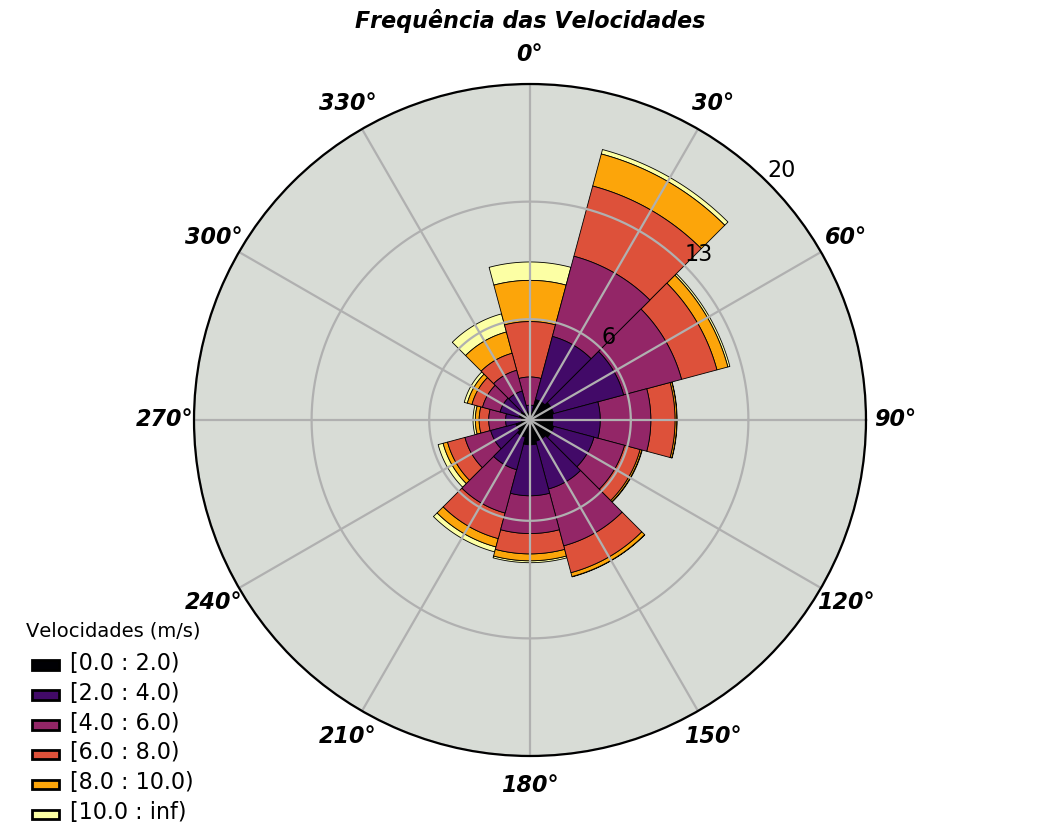 Frequência das Velocidades
0°
330°
30°
20
300°
60°
13
6
270°
90°
240°
120°
210°
150°
180°
Velocidades (m/s)
[0.0 : 2.0)
[2.0 : 4.0)
[4.0 : 6.0)
[6.0 : 8.0)
[8.0 : 10.0)
[10.0 : inf)